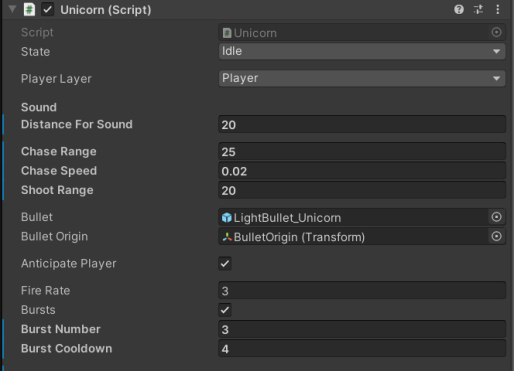 Unicorn (Script)
Script Unicorn
State Idle
Player Layer Player
Sound
Distance For Sound 20
Chase Range 25
Chase Speed 0.02
Shoot Range 20
Bullet LightBullet_Unicorn
Bullet Origin BulletOrigin (Transform)
Anticipate Player
Fire Rate 3
Bursts
Burst Number 3
Burst Cooldown 4